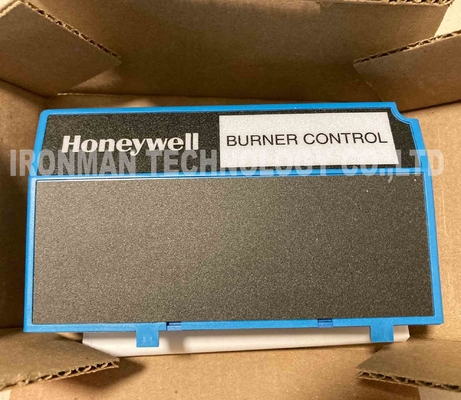 Honeywell
BURNER CONTROL
IRONMAN TECHNOLOGY CO.,LTD